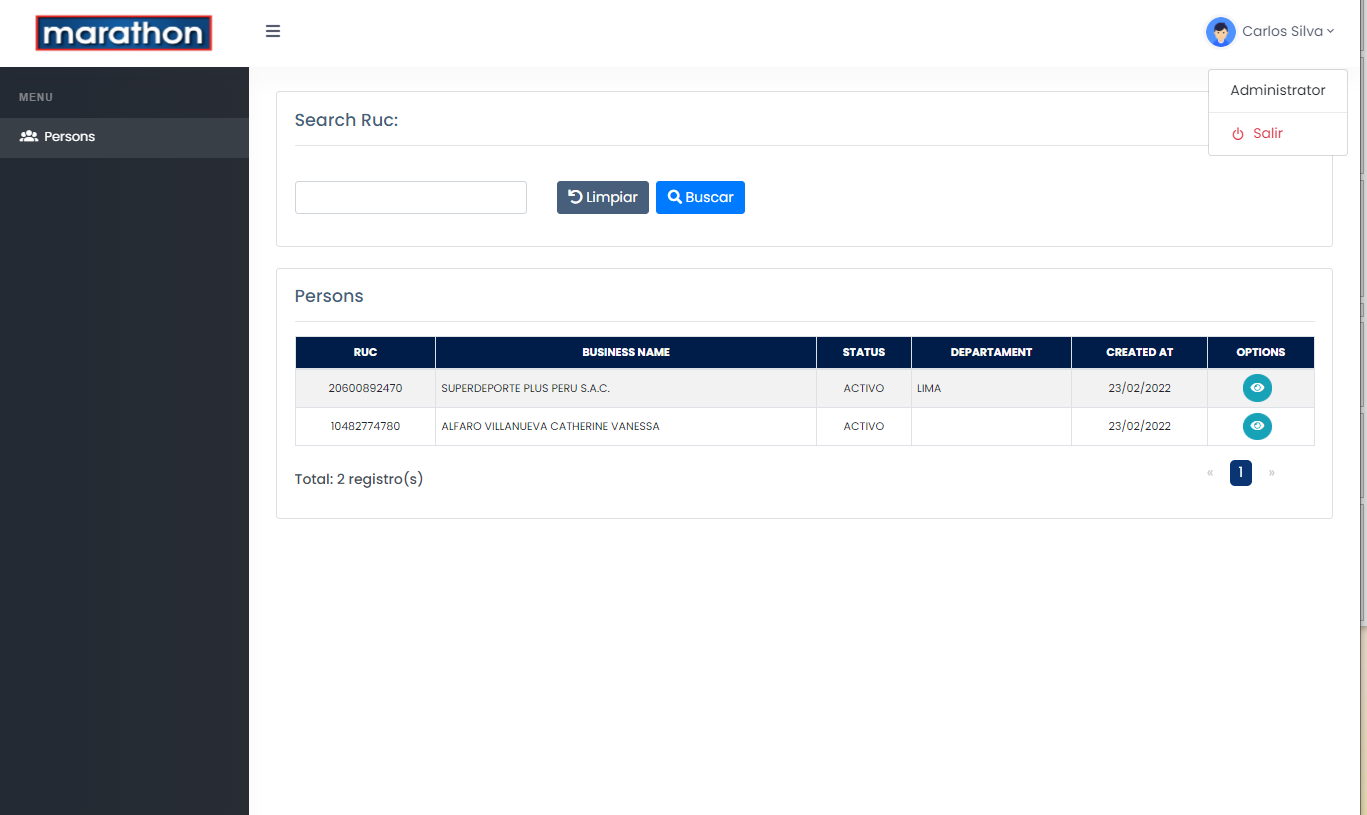 marathon
Carlos Silva
Administrator
Salir
MENU
Persons
Search Ruc:
Limpiar
Buscar
Persons
RUC BUSINESS NAME STATUS DEPARTAMENT CREATED AT OPTIONS
20600892470 SUPERDEPORTE PLUS PERU S.A.C. ACTIVO LIMA 23/02/2022
10482774780 ALFARO VILLANUEVA CATHERINE VANESSA ACTIVO 23/02/2022
Total: 2 registro(s)
« 1 »